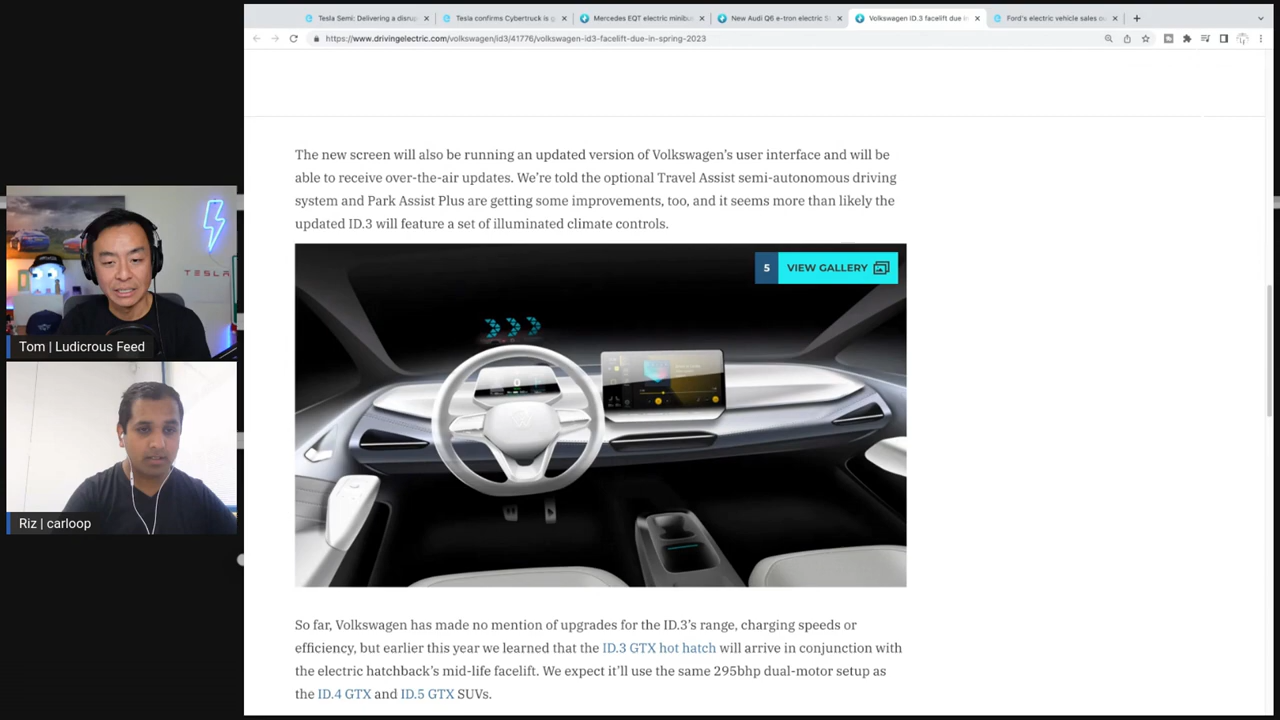 Tesla Semi: Delivering a disrup
Tesla confirms Cybertruck is g
Mercedes EQT electric minibus
New Audi Q6 e-tron electric S
Volkswagen ID.3 facelift due in
Ford's electric vehicle sales o
https://www.drivingelectric.com/volkswagen/id3/41776/volkswagen-id3-facelift-due-in-spring-2023
The new screen will also be running an updated version of Volkswagen's user interface and will be
able to receive over-the-air updates. We're told the optional Travel Assist semi-autonomous driving
system and Park Assist Plus are getting some improvements, too, and it seems more than likely the
updated ID.3 will feature a set of illuminated climate controls.
5 VIEW GALLERY
TESLA
Tom | Ludicrous Feed
Riz | carloop
So far, Volkswagen has made no mention of upgrades for the ID.3's range, charging speeds or
efficiency, but earlier this year we learned that the ID.3 GTX hot hatch will arrive in conjunction with
the electric hatchback's mid-life facelift. We expect it'll use the same 295bhp dual-motor setup as
the ID.4 GTX and ID.5 GTX SUVs.